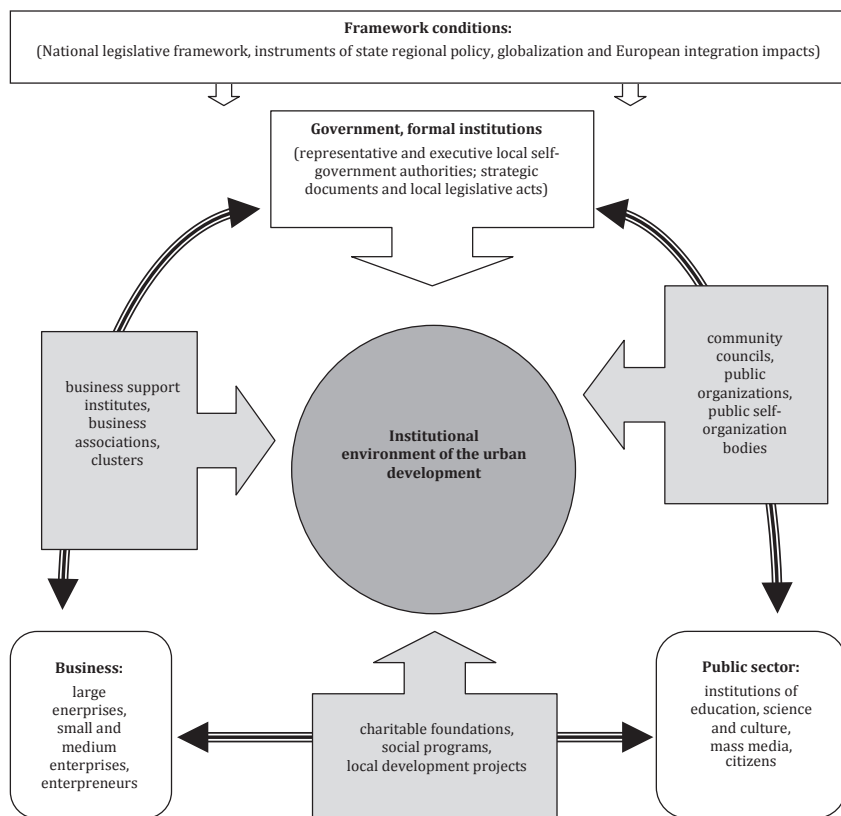 Framework conditions:
(National legislative framework, instruments of state regional policy, globalization and European integration impacts)
Government, formal institutions
(representative and executive local self-
government authorities; strategic
documents and local legislative acts)
business support
institutes,
business
associations,
clusters
Institutional
environment of the urban
development
community
councils,
public
organizations,
public self-
organization
bodies
Business:
large
enerprises,
small and
medium
enterprises,
enterpreneurs
charitable foundations,
social programs,
local development projects
Public sector:
institutions of
education, science
and culture,
mass media,
citizens